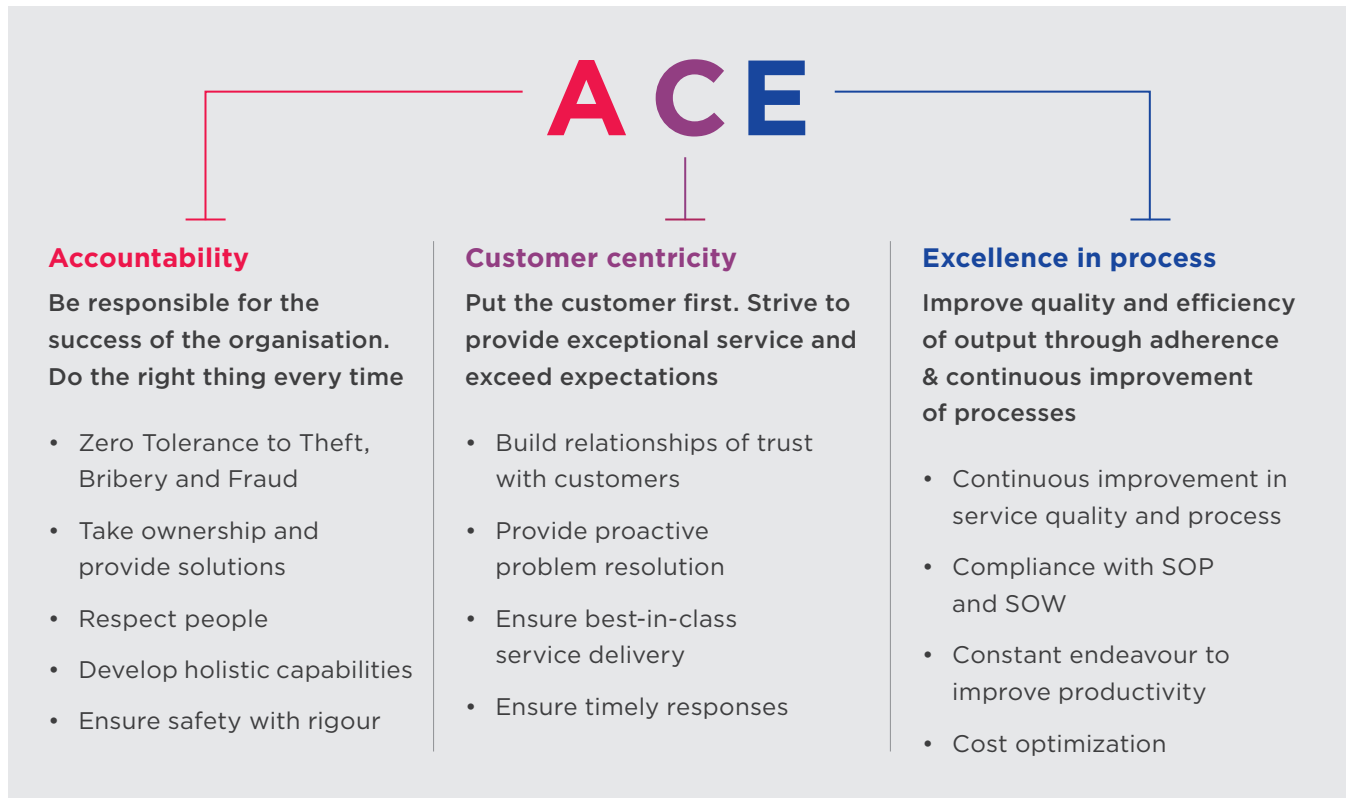 A C E
Accountability
Be responsible for the
success of the organisation.
Do the right thing every time
• Zero Tolerance to Theft,
Bribery and Fraud
• Take ownership and
provide solutions
• Respect people
• Develop holistic capabilities
• Ensure safety with rigour
Customer centricity
Put the customer first. Strive to
provide exceptional service and
exceed expectations
• Build relationships of trust
with customers
• Provide proactive
problem resolution
• Ensure best-in-class
service delivery
• Ensure timely responses
Excellence in process
Improve quality and efficiency
of output through adherence
& continuous improvement
of processes
• Continuous improvement in
service quality and process
• Compliance with SOP
and SOW
• Constant endeavour to
improve productivity
• Cost optimization